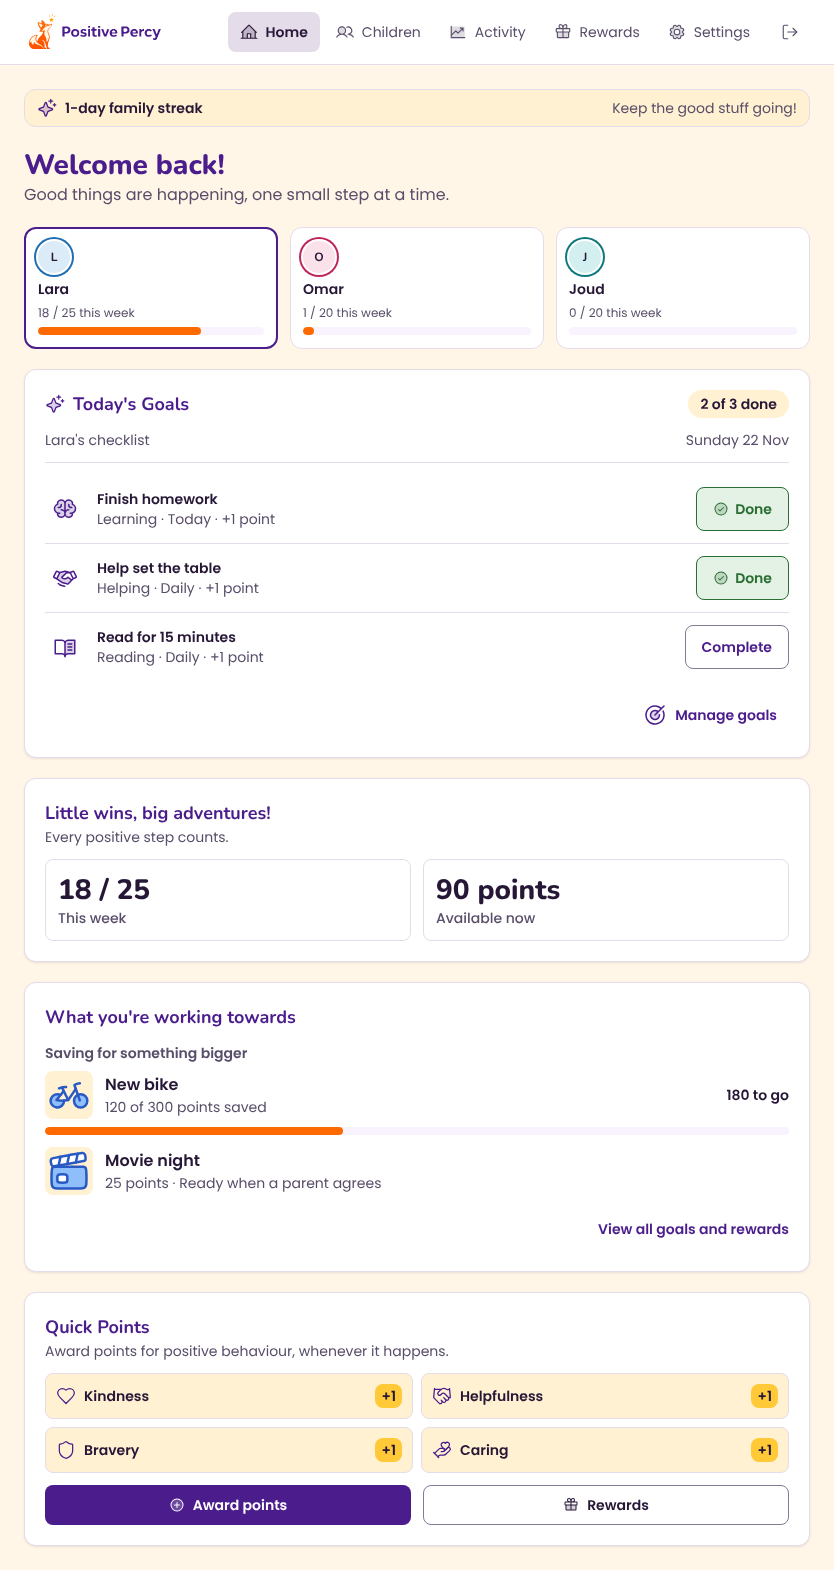 Positive Percy
Home
Children
Activity
Rewards
Settings
1-day family streak
Keep the good stuff going!
Welcome back!
Good things are happening, one small step at a time.
L
Lara
18 / 25 this week
O
Omar
1 / 20 this week
J
Joud
0 / 20 this week
Today's Goals
2 of 3 done
Lara's checklist
Sunday 22 Nov
Finish homework
Learning · Today · +1 point
Done
Help set the table
Helping · Daily · +1 point
Done
Read for 15 minutes
Reading · Daily · +1 point
Complete
Manage goals
Little wins, big adventures!
Every positive step counts.
18 / 25
This week
90 points
Available now
What you're working towards
Saving for something bigger
New bike
120 of 300 points saved
180 to go
Movie night
25 points · Ready when a parent agrees
View all goals and rewards
Quick Points
Award points for positive behaviour, whenever it happens.
Kindness
+1
Helpfulness
+1
Bravery
+1
Caring
+1
Award points
Rewards